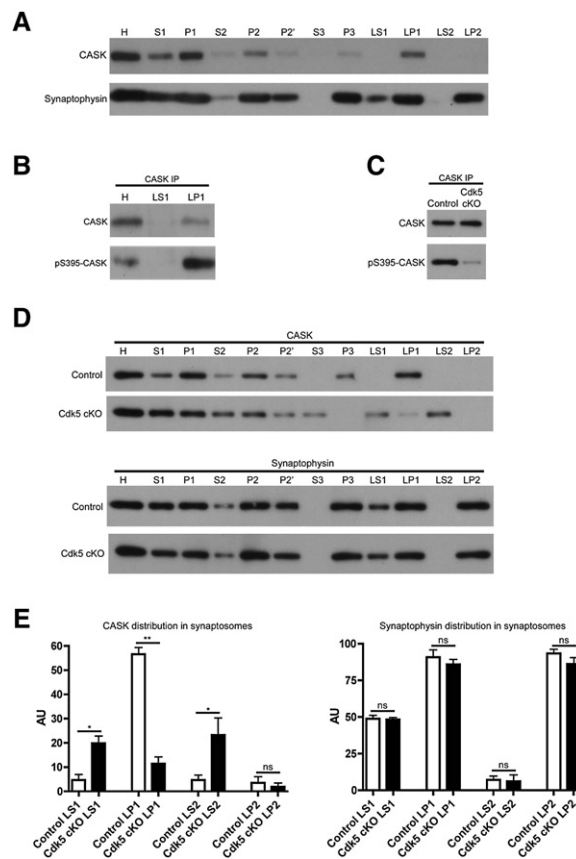 A
H S1 P1 S2 P2 P2' S3 P3 LS1 LP1 LS2 LP2
CASK
Synaptophysin
B
CASK IP
H LS1 LP1
CASK
pS395-CASK
C
CASK IP
Control Cdk5 cKO
CASK
pS395-CASK
D
CASK
H S1 P1 S2 P2 P2' S3 P3 LS1 LP1 LS2 LP2
Control
Cdk5 cKO
Synaptophysin
H S1 P1 S2 P2 P2' S3 P3 LS1 LP1 LS2 LP2
Control
Cdk5 cKO
E
CASK distribution in synaptosomes
AU
60
50
40
30
20
10
0
*
**
*
ns
Control LS1
Cdk5 cKO LS1
Control LP1
Cdk5 cKO LP1
Control LS2
Cdk5 cKO LS2
Control LP2
Cdk5 cKO LP2
Synaptophysin distribution in synaptosomes
AU
100
75
50
25
0
ns
ns
ns
ns
Control LS1
Cdk5 cKO LS1
Control LP1
Cdk5 cKO LP1
Control LS2
Cdk5 cKO LS2
Control LP2
Cdk5 cKO LP2